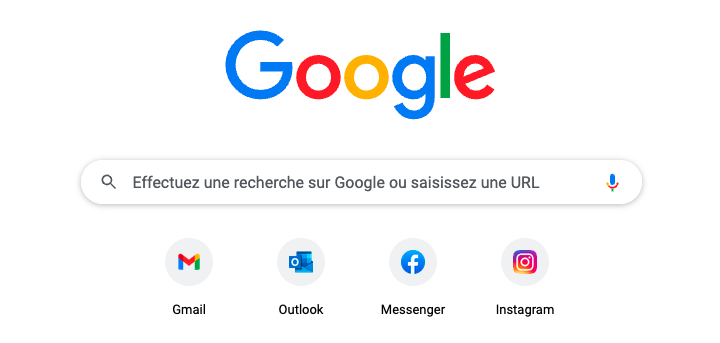 Google
Effectuez une recherche sur Google ou saisissez une URL
Gmail
Outlook
Messenger
Instagram